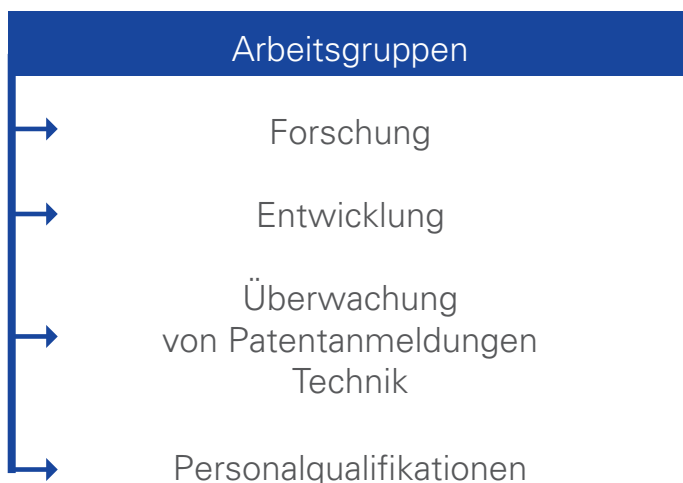 Arbeitsgruppen
Forschung
Entwicklung
Überwachung
von Patentanmeldungen
Technik
Personalqualifikationen